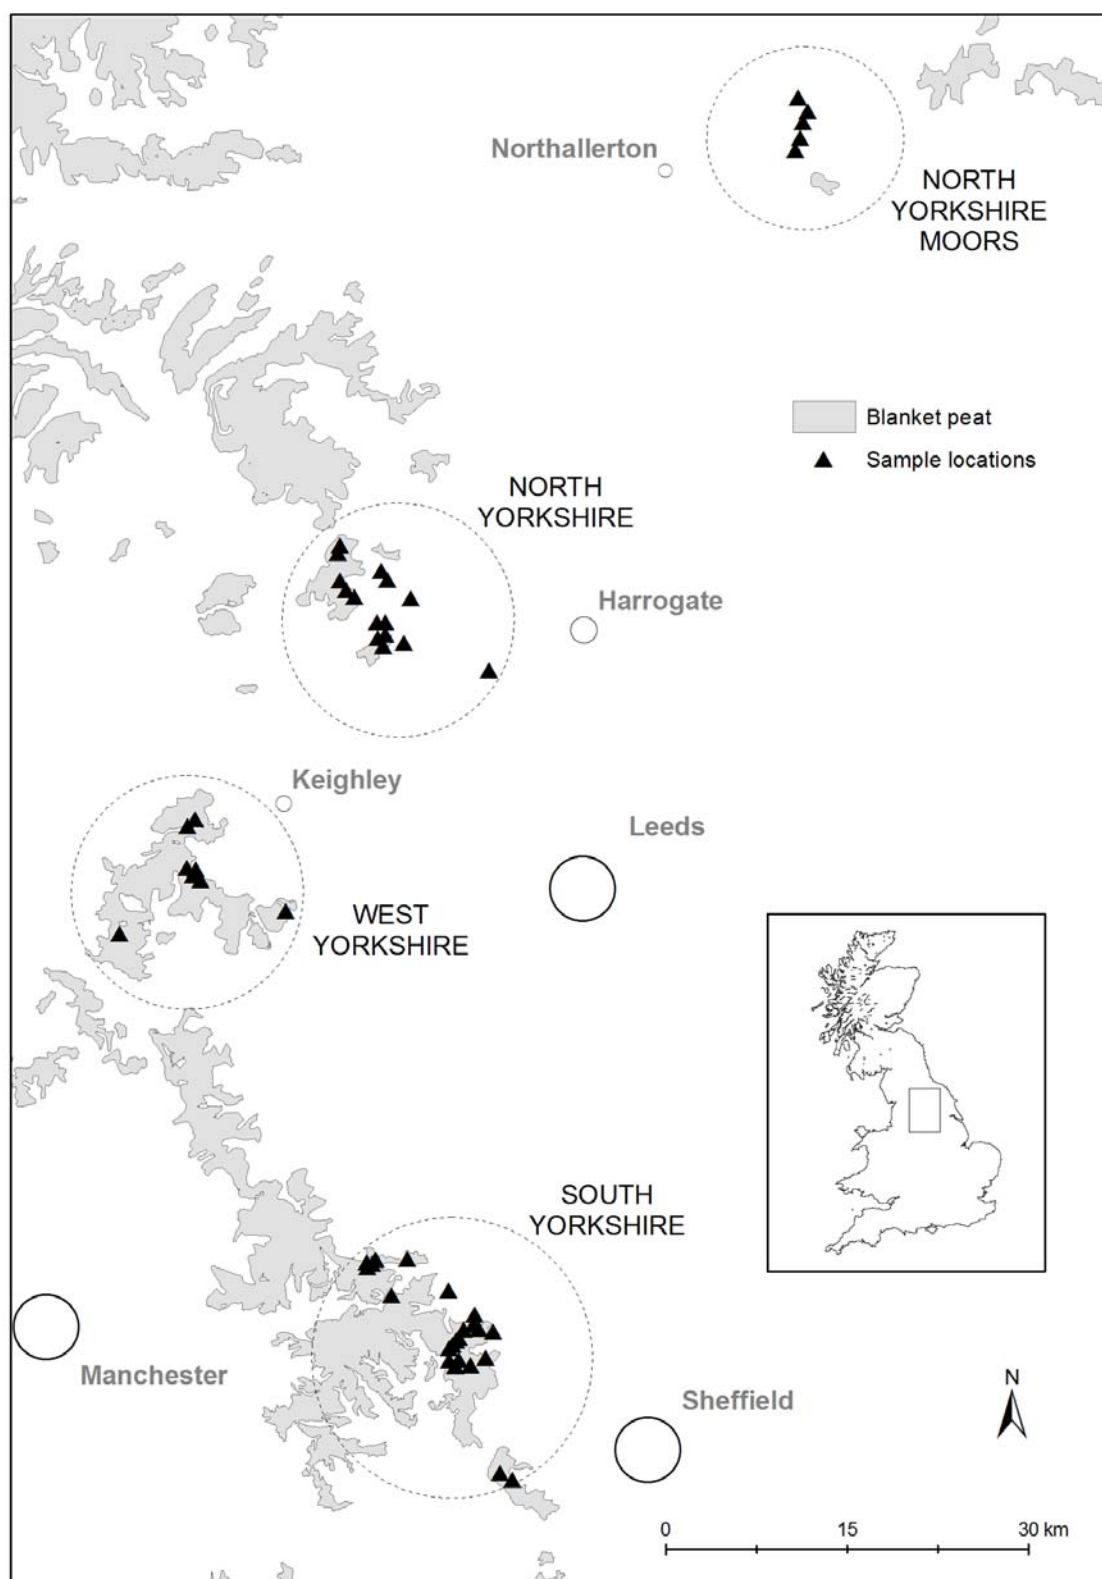 Northallerton
NORTH
YORKSHIRE
MOORS
Blanket peat
Sample locations
NORTH
YORKSHIRE
Harrogate
Keighley
Leeds
WEST
YORKSHIRE
SOUTH
YORKSHIRE
Manchester
Sheffield
N
0 15 30 km